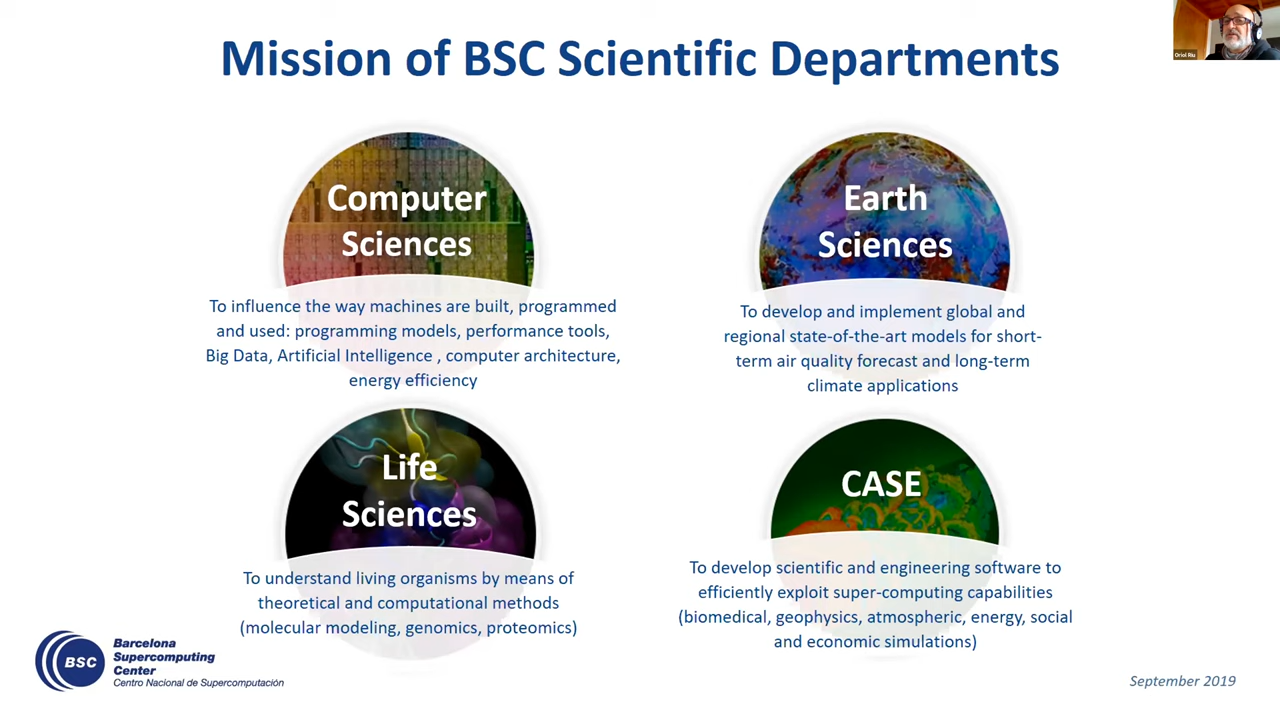 Mission of BSC Scientific Departments
Oriol Riu
Computer
Sciences
To influence the way machines are built, programmed
and used: programming models, performance tools,
Big Data, Artificial Intelligence , computer architecture,
energy efficiency
Earth
Sciences
To develop and implement global and
regional state-of-the-art models for short-
term air quality forecast and long-term
climate applications
Life
Sciences
To understand living organisms by means of
theoretical and computational methods
(molecular modeling, genomics, proteomics)
CASE
To develop scientific and engineering software to
efficiently exploit super-computing capabilities
(biomedical, geophysics, atmospheric, energy, social
and economic simulations)
BSC
Barcelona
Supercomputing
Center
Centro Nacional de Supercomputación
September 2019